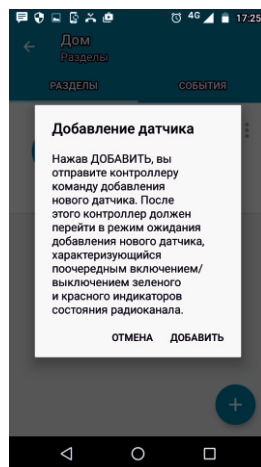 4G 17:25
Дом
Разделы
РАЗДЕЛЫ СОБЫТИЯ
Добавление датчика
Нажав ДОБАВИТЬ, вы
отправите контроллеру
команду добавления
нового датчика. После
этого контроллер должен
перейти в режим ожидания
добавления нового датчика,
характеризующийся
поочередным включением/
выключением зеленого
и красного индикаторов
состояния радиоканала.
ОТМЕНА ДОБАВИТЬ